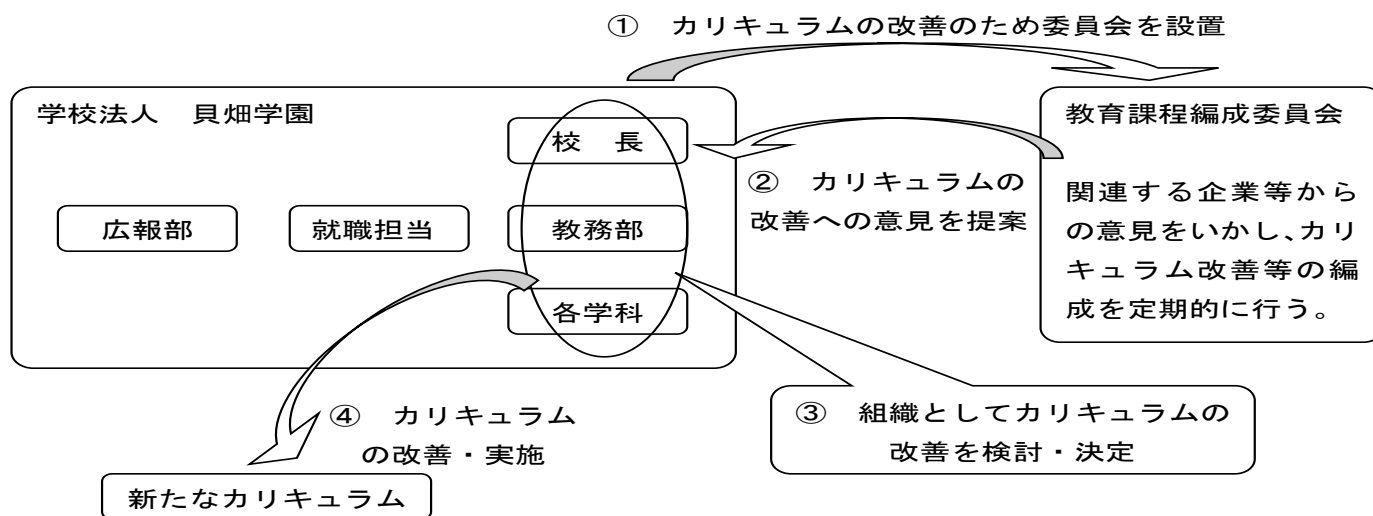 ① カリキュラムの改善のため委員会を設置
学校法人 貝畑学園
校 長
広報部
就職担当
教務部
各学科
② カリキュラムの
改善への意見を提案
教育課程編成委員会
関連する企業等から
の意見をいかし、カリ
キュラム改善等の編
成を定期的に行う。
③ 組織としてカリキュラムの
改善を検討・決定
④ カリキュラム
の改善・実施
新たなカリキュラム